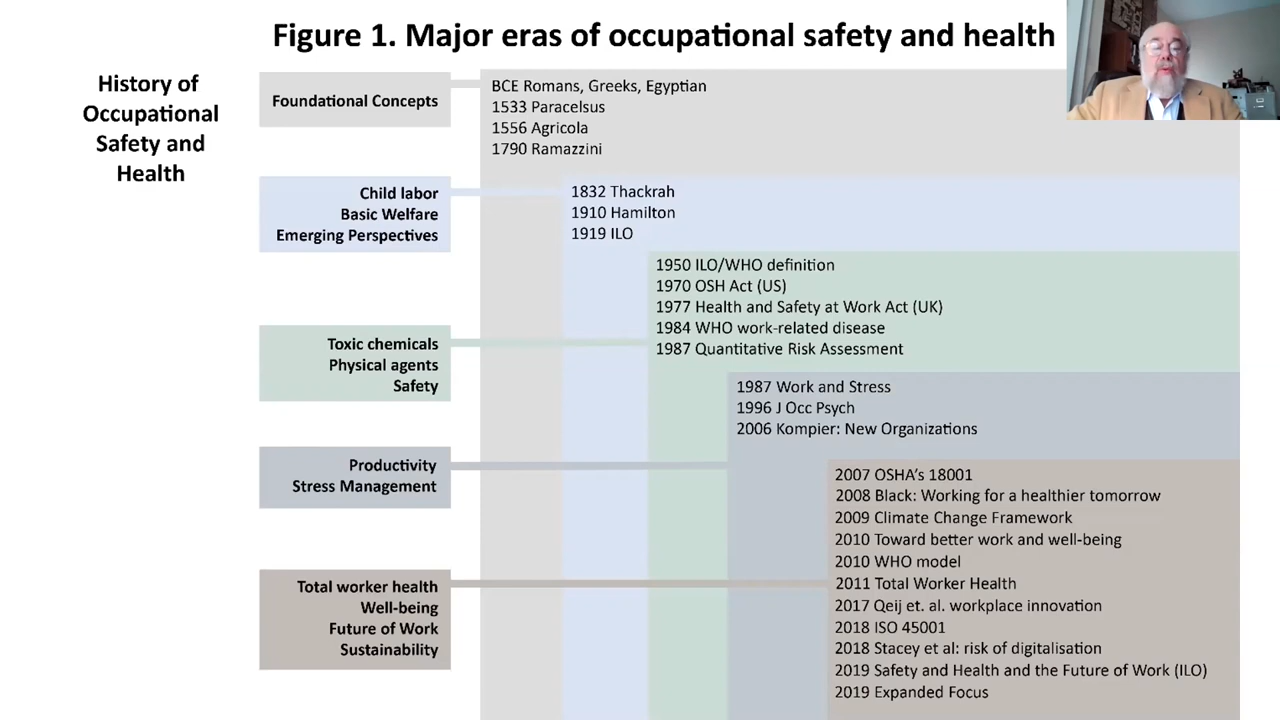 Figure 1. Major eras of occupational safety and health
History of
Occupational
Safety and
Health
Foundational Concepts
BCE Romans, Greeks, Egyptian
1533 Paracelsus
1556 Agricola
1790 Ramazzini
Child labor
Basic Welfare
Emerging Perspectives
1832 Thackrah
1910 Hamilton
1919 ILO
Toxic chemicals
Physical agents
Safety
1950 ILO/WHO definition
1970 OSH Act (US)
1977 Health and Safety at Work Act (UK)
1984 WHO work-related disease
1987 Quantitative Risk Assessment
Productivity
Stress Management
1987 Work and Stress
1996 J Occ Psych
2006 Kompier: New Organizations
Total worker health
Well-being
Future of Work
Sustainability
2007 OSHA’s 18001
2008 Black: Working for a healthier tomorrow
2009 Climate Change Framework
2010 Toward better work and well-being
2010 WHO model
2011 Total Worker Health
2017 Qeij et. al. workplace innovation
2018 ISO 45001
2018 Stacey et al: risk of digitalisation
2019 Safety and Health and the Future of Work (ILO)
2019 Expanded Focus